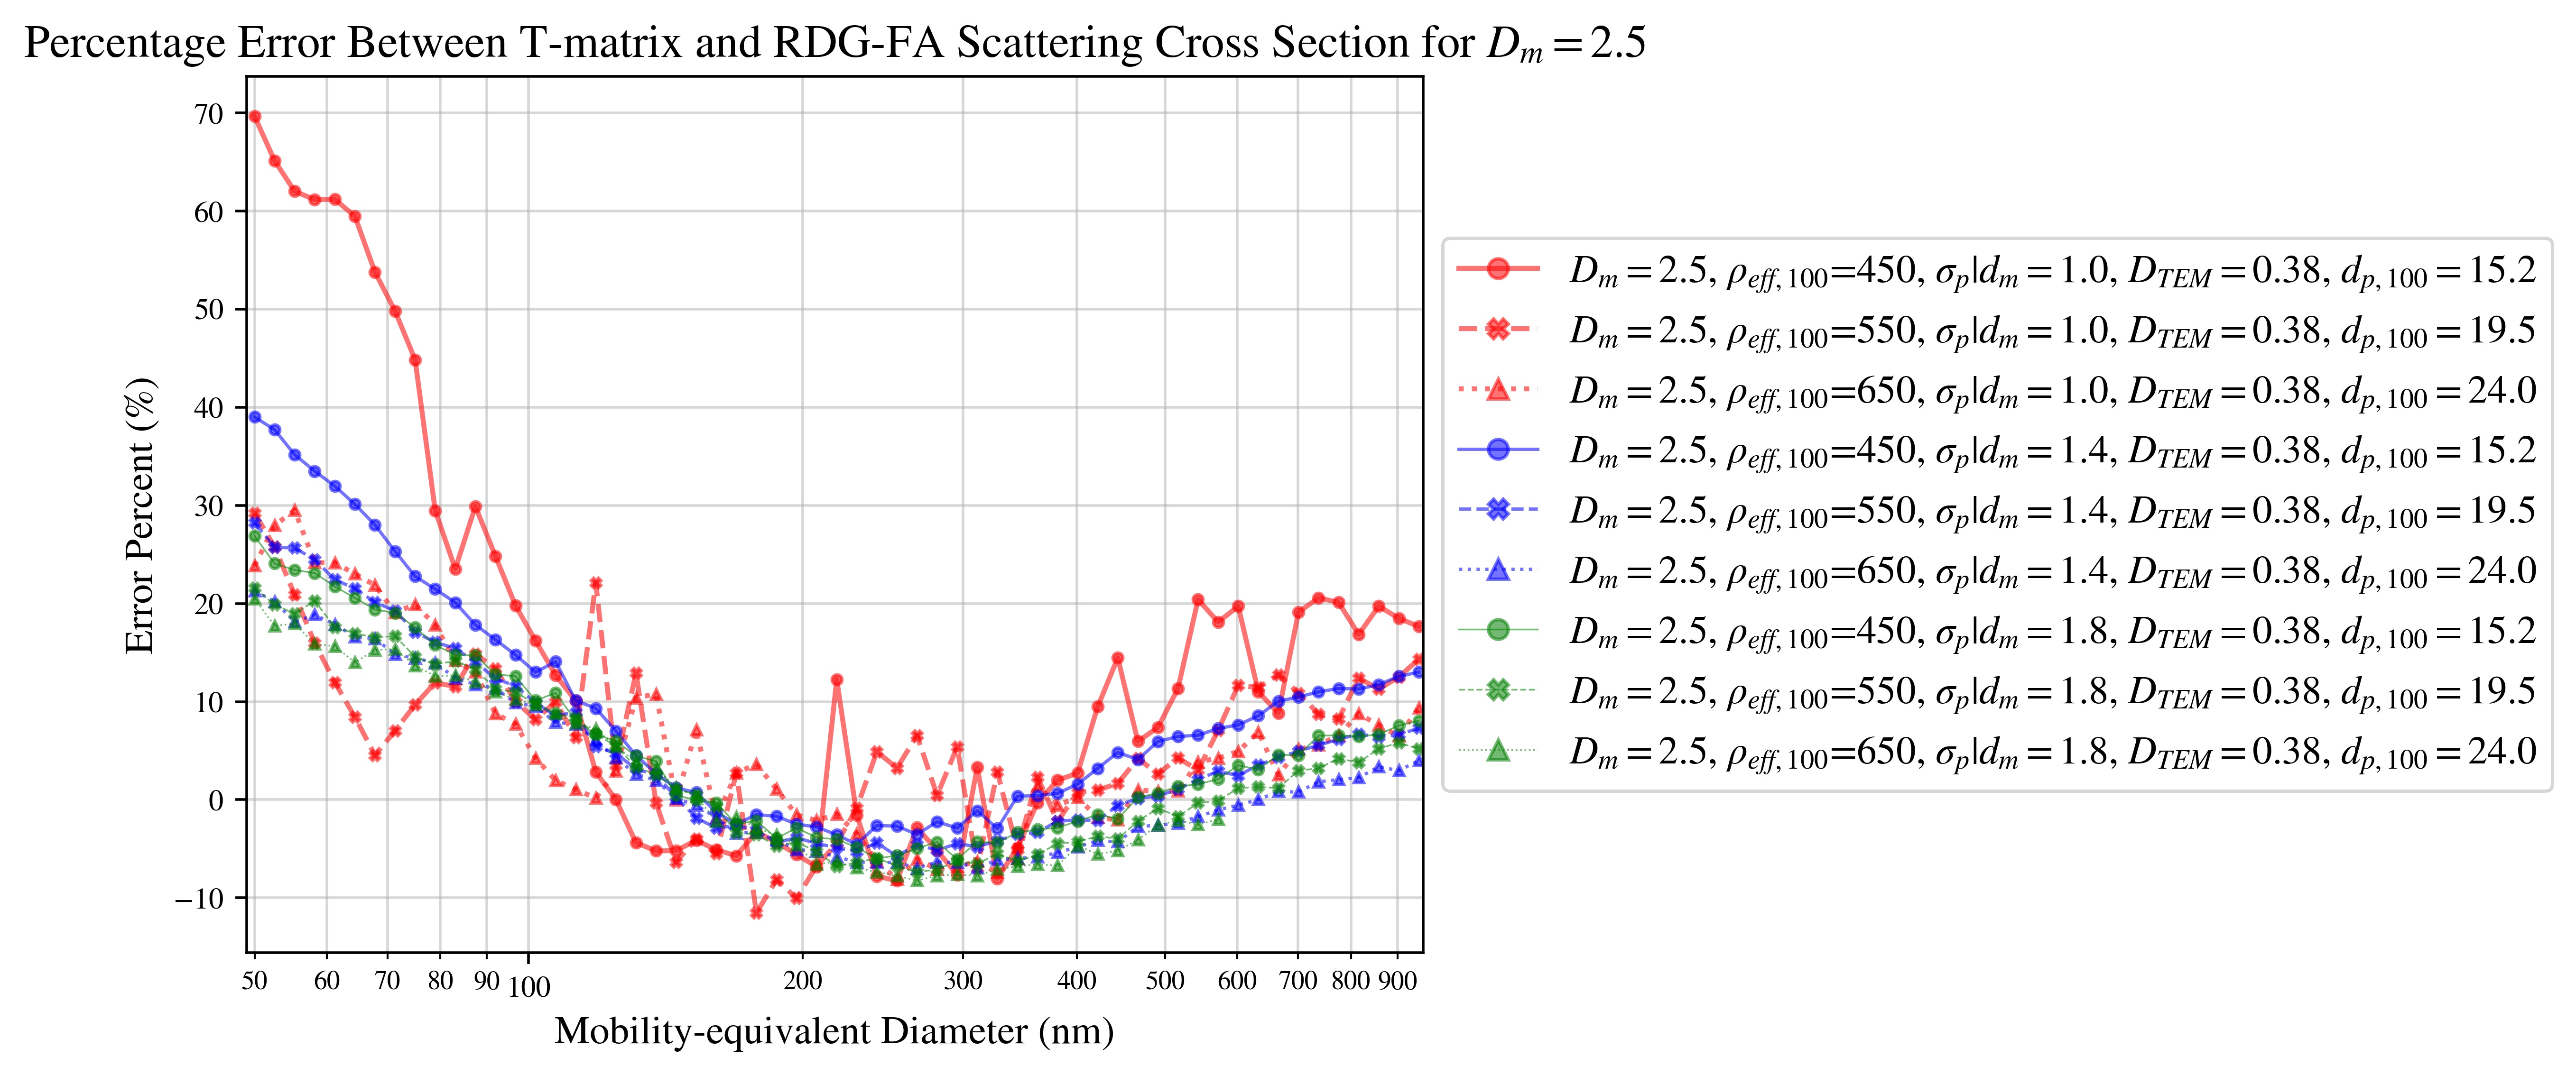 Percentage Error Between T-matrix and RDG-FA Scattering Cross Section for D_m = 2.5
Error Percent (%)
70
60
50
40
30
20
10
0
−10
50 60 70 80 90 100 200 300 400 500 600 700 800 900
Mobility-equivalent Diameter (nm)
D_m = 2.5, ρ_eff,100=450, σ_p|d_m = 1.0, D_TEM = 0.38, d_p,100 = 15.2
D_m = 2.5, ρ_eff,100=550, σ_p|d_m = 1.0, D_TEM = 0.38, d_p,100 = 19.5
D_m = 2.5, ρ_eff,100=650, σ_p|d_m = 1.0, D_TEM = 0.38, d_p,100 = 24.0
D_m = 2.5, ρ_eff,100=450, σ_p|d_m = 1.4, D_TEM = 0.38, d_p,100 = 15.2
D_m = 2.5, ρ_eff,100=550, σ_p|d_m = 1.4, D_TEM = 0.38, d_p,100 = 19.5
D_m = 2.5, ρ_eff,100=650, σ_p|d_m = 1.4, D_TEM = 0.38, d_p,100 = 24.0
D_m = 2.5, ρ_eff,100=450, σ_p|d_m = 1.8, D_TEM = 0.38, d_p,100 = 15.2
D_m = 2.5, ρ_eff,100=550, σ_p|d_m = 1.8, D_TEM = 0.38, d_p,100 = 19.5
D_m = 2.5, ρ_eff,100=650, σ_p|d_m = 1.8, D_TEM = 0.38, d_p,100 = 24.0